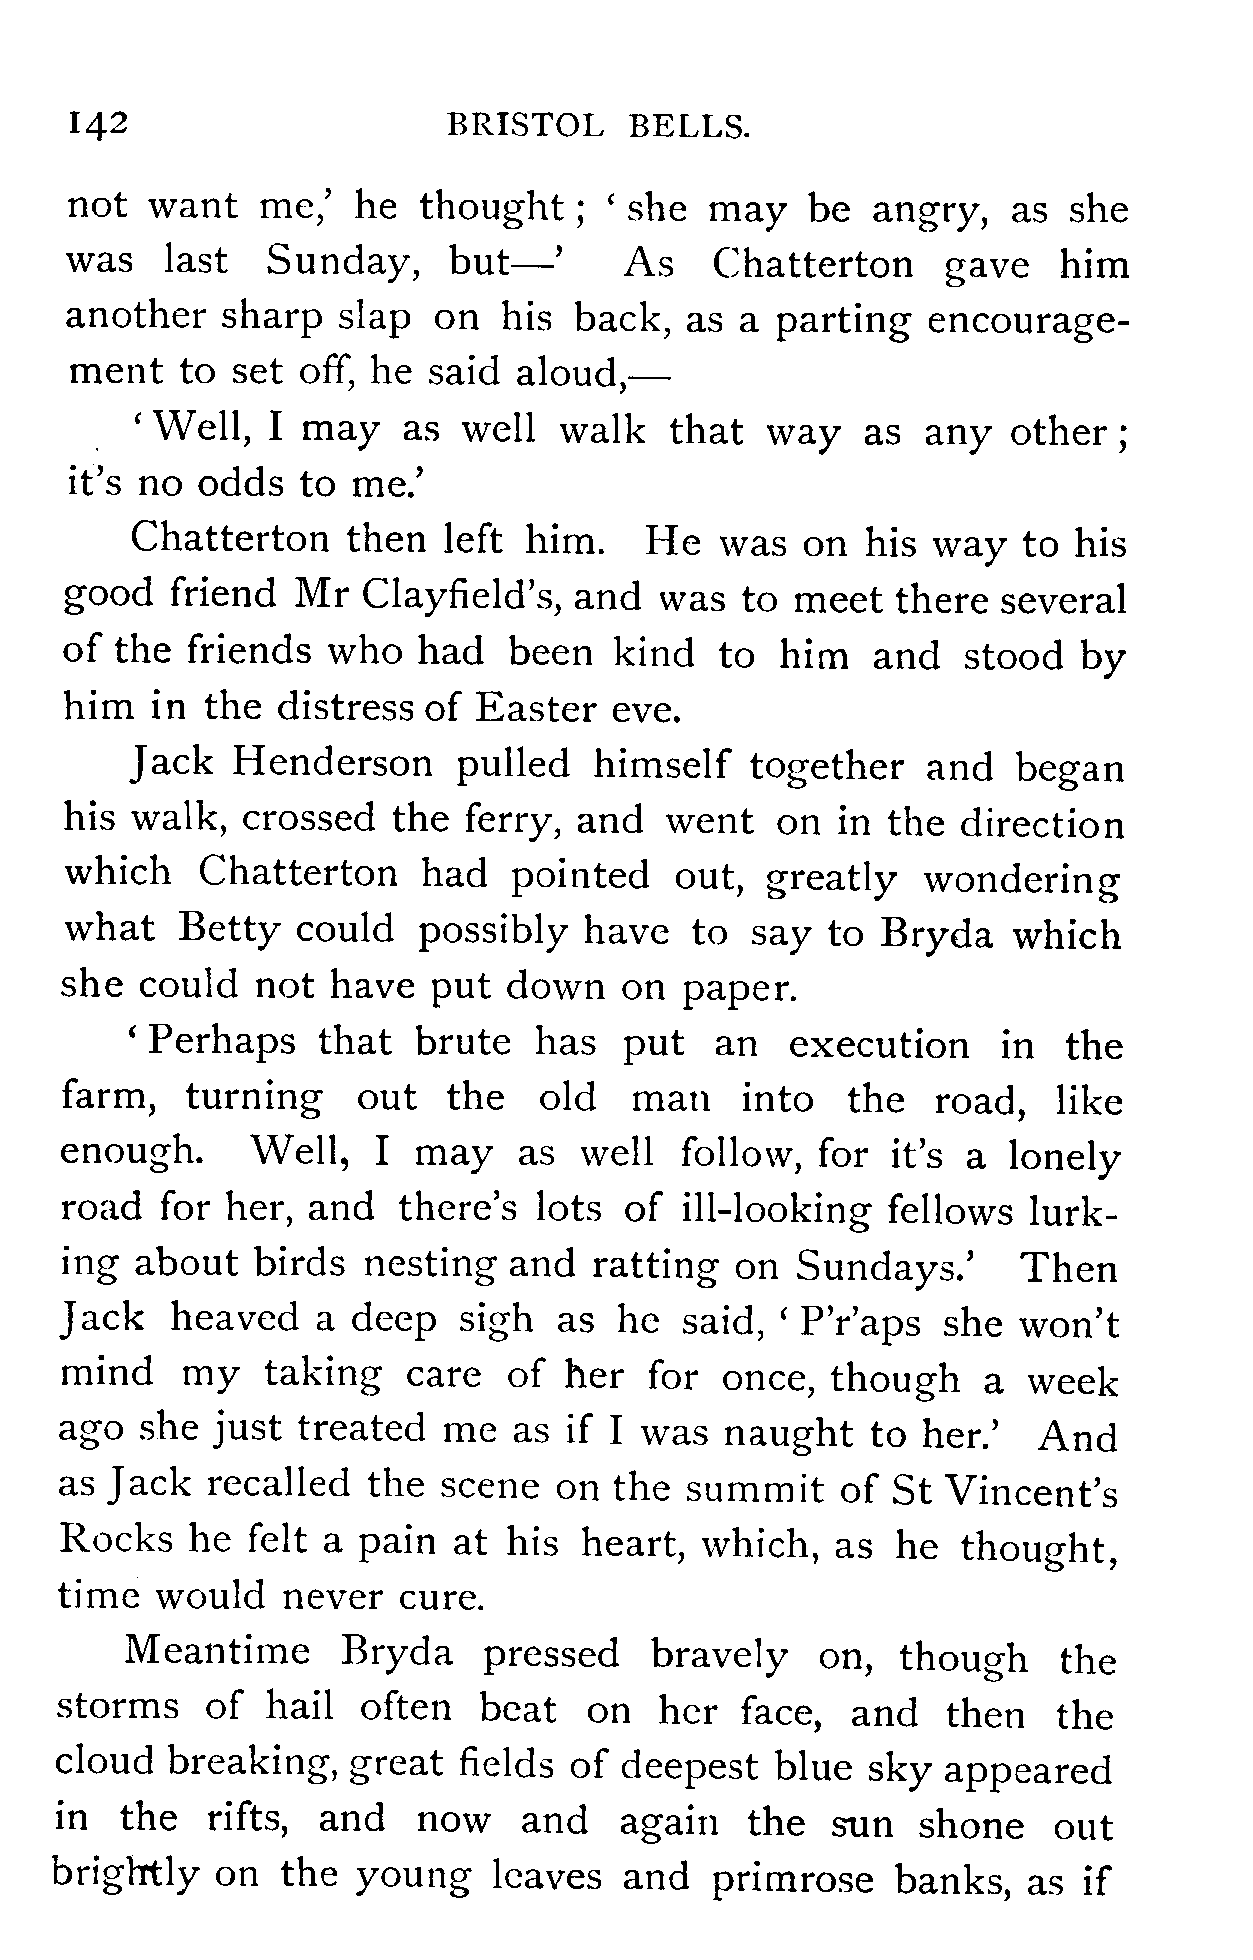 142 BRISTOL BELLS.
not want me,' he thought; 'she may be angry, as she
was last Sunday, but—' As Chatterton gave him
another sharp slap on his back, as a parting encourage-
ment to set off, he said aloud,—
'Well, I may as well walk that way as any other;
it's no odds to me.'
Chatterton then left him. He was on his way to his
good friend Mr Clayfield's, and was to meet there several
of the friends who had been kind to him and stood by
him in the distress of Easter eve.
Jack Henderson pulled himself together and began
his walk, crossed the ferry, and went on in the direction
which Chatterton had pointed out, greatly wondering
what Betty could possibly have to say to Bryda which
she could not have put down on paper.
'Perhaps that brute has put an execution in the
farm, turning out the old man into the road, like
enough. Well, I may as well follow, for it's a lonely
road for her, and there's lots of ill-looking fellows lurk-
ing about birds nesting and ratting on Sundays.' Then
Jack heaved a deep sigh as he said, 'P'r'aps she won't
mind my taking care of her for once, though a week
ago she just treated me as if I was naught to her.' And
as Jack recalled the scene on the summit of St Vincent's
Rocks he felt a pain at his heart, which, as he thought,
time would never cure.
Meantime Bryda pressed bravely on, though the
storms of hail often beat on her face, and then the
cloud breaking, great fields of deepest blue sky appeared
in the rifts, and now and again the sun shone out
brightly on the young leaves and primrose banks, as if